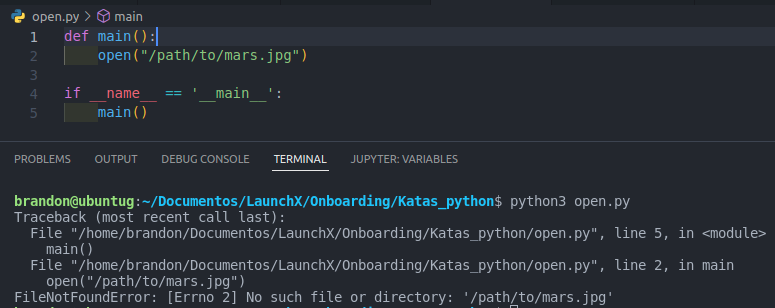 open.py > main
1 def main():
2     open("/path/to/mars.jpg")
3
4 if __name__ == '__main__':
5     main()
PROBLEMS OUTPUT DEBUG CONSOLE TERMINAL JUPYTER: VARIABLES
brandon@ubuntug:~/Documentos/LaunchX/Onboarding/Katas_python$ python3 open.py
Traceback (most recent call last):
  File "/home/brandon/Documentos/LaunchX/Onboarding/Katas_python/open.py", line 5, in <module>
    main()
  File "/home/brandon/Documentos/LaunchX/Onboarding/Katas_python/open.py", line 2, in main
    open("/path/to/mars.jpg")
FileNotFoundError: [Errno 2] No such file or directory: '/path/to/mars.jpg'